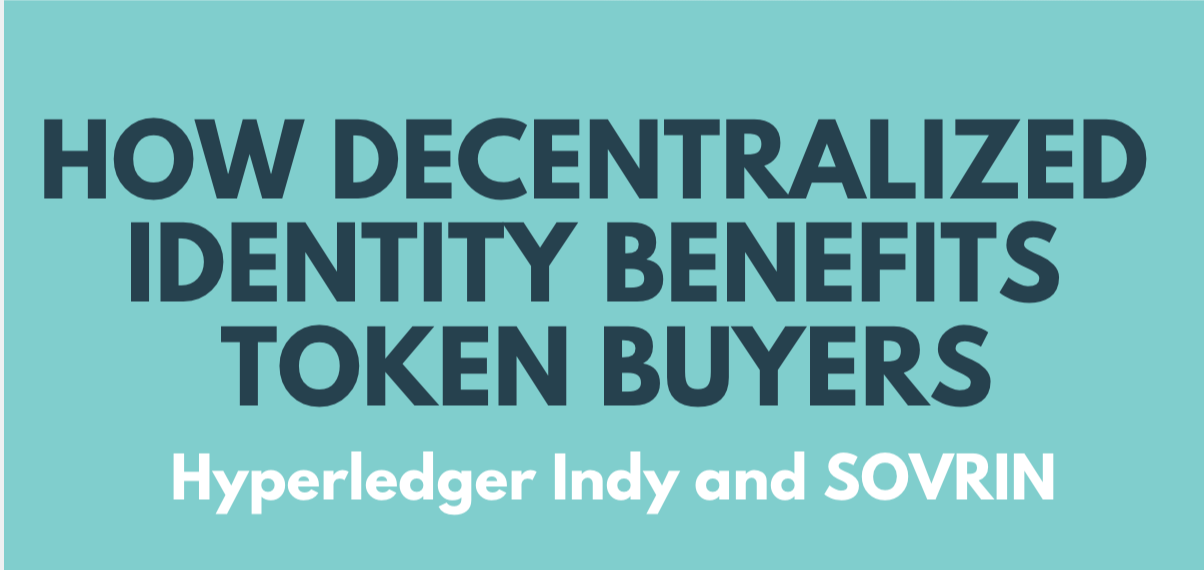 HOW DECENTRALIZED
IDENTITY BENEFITS
TOKEN BUYERS
Hyperledger Indy and SOVRIN